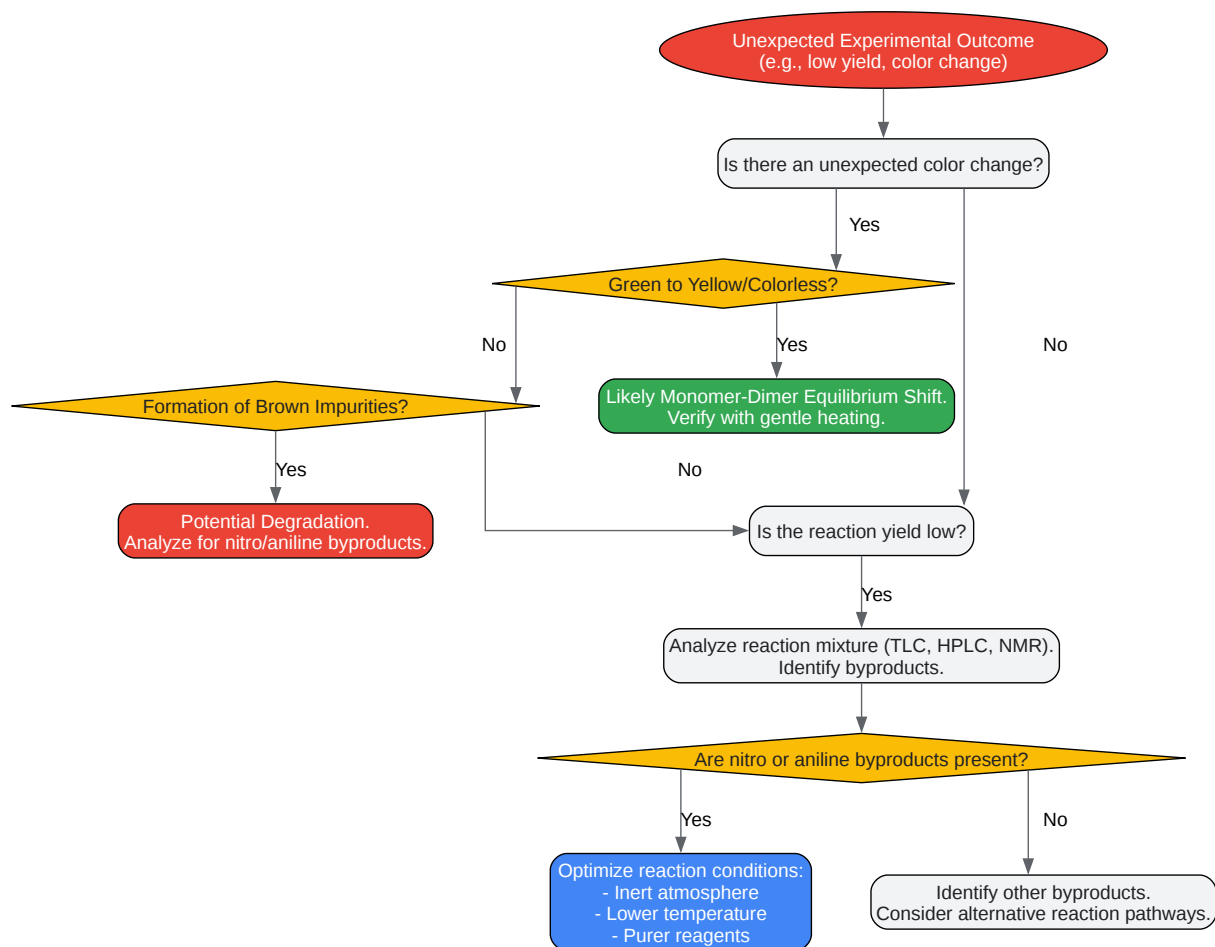 Unexpected Experimental Outcome
(e.g., low yield, color change)
Is there an unexpected color change?
Yes
Green to Yellow/Colorless?
No
Yes
No
Formation of Brown Impurities?
Likely Monomer-Dimer Equilibrium Shift.
Verify with gentle heating.
Yes
No
Potential Degradation.
Analyze for nitro/aniline byproducts.
Is the reaction yield low?
Yes
Analyze reaction mixture (TLC, HPLC, NMR).
Identify byproducts.
Are nitro or aniline byproducts present?
Yes
No
Optimize reaction conditions:
- Inert atmosphere
- Lower temperature
- Purer reagents
Identify other byproducts.
Consider alternative reaction pathways.